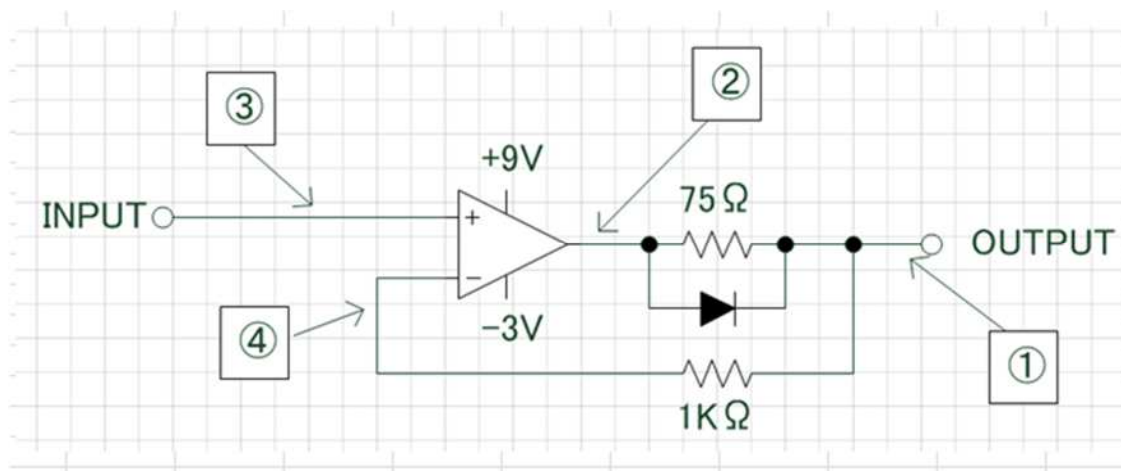 ②
③
+9V
75Ω
INPUT
+
OUTPUT
−
−3V
④
①
1KΩ